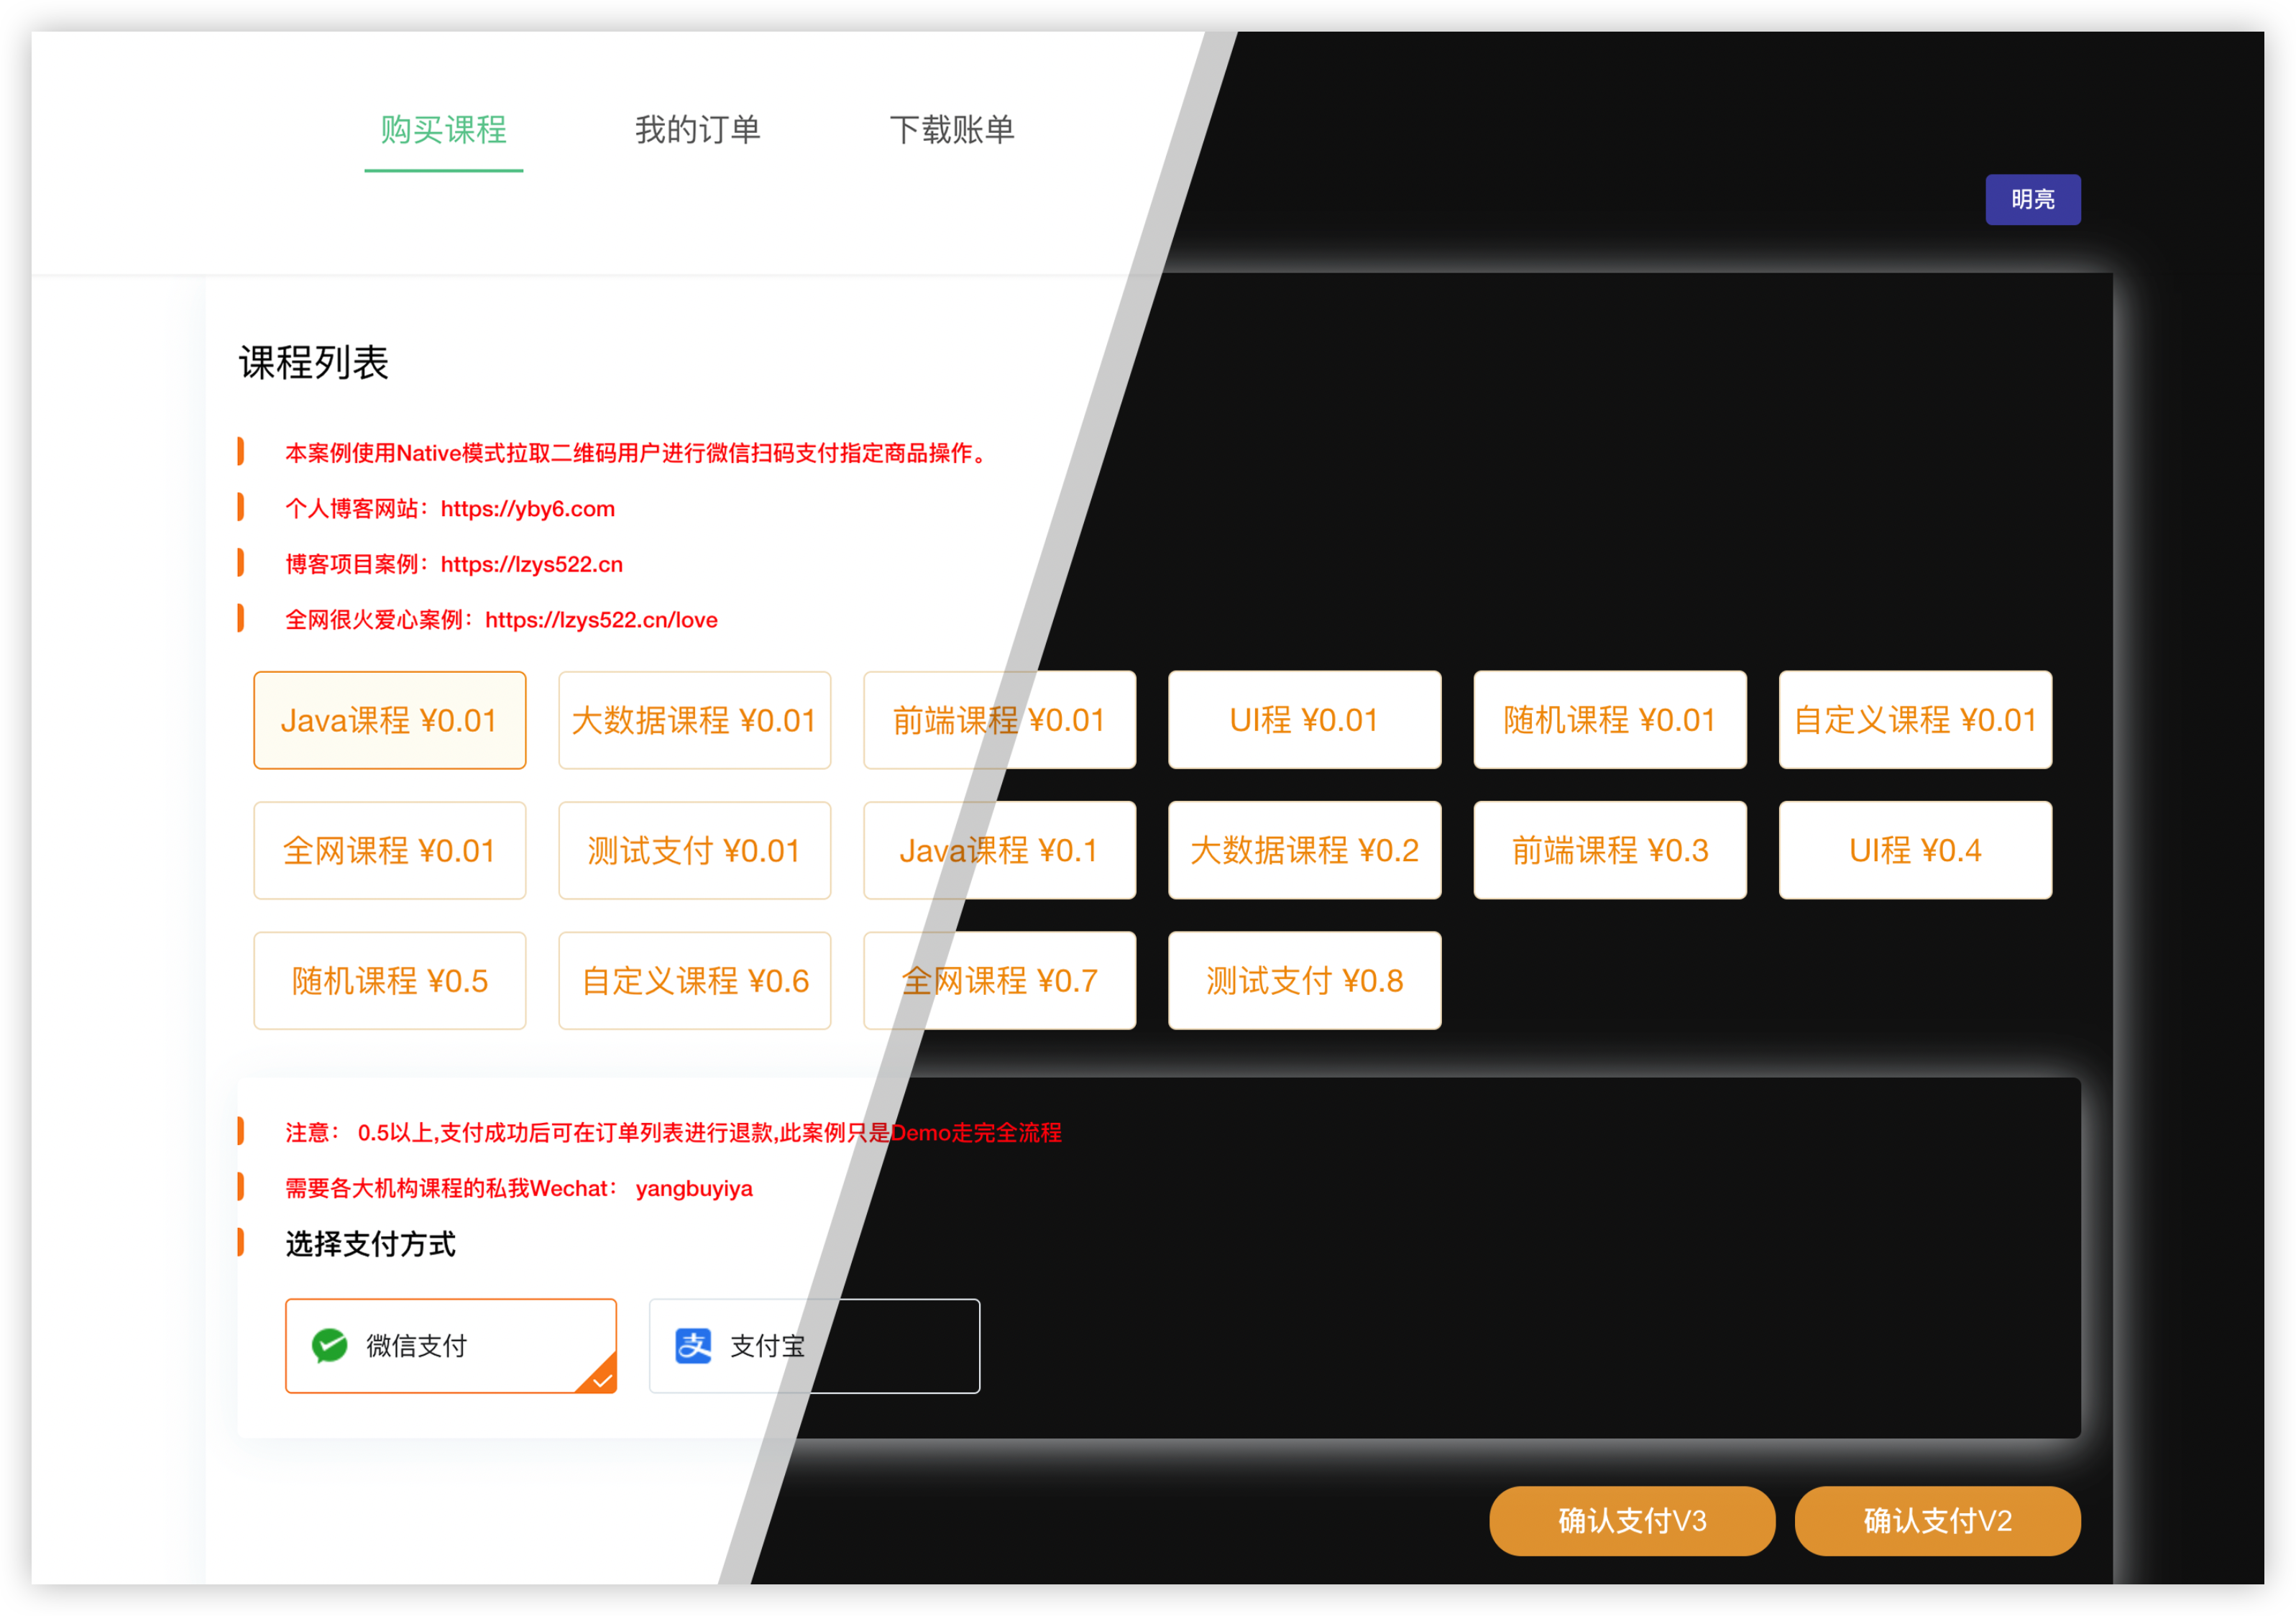 购买课程 我的订单 下载账单
明亮
课程列表
本案例使用Native模式拉取二维码用户进行微信扫码支付指定商品操作。
个人博客网站：https://yby6.com
博客项目案例：https://lzys522.cn
全网很火爱心案例：https://lzys522.cn/love
Java课程 ¥0.01 大数据课程 ¥0.01 前端课程 ¥0.01 UI程 ¥0.01 随机课程 ¥0.01 自定义课程 ¥0.01
全网课程 ¥0.01 测试支付 ¥0.01 Java课程 ¥0.1 大数据课程 ¥0.2 前端课程 ¥0.3 UI程 ¥0.4
随机课程 ¥0.5 自定义课程 ¥0.6 全网课程 ¥0.7 测试支付 ¥0.8
注意： 0.5以上,支付成功后可在订单列表进行退款,此案例只是Demo走完全流程
需要各大机构课程的私我Wechat： yangbuyiya
选择支付方式
微信支付 支付宝
确认支付V3 确认支付V2